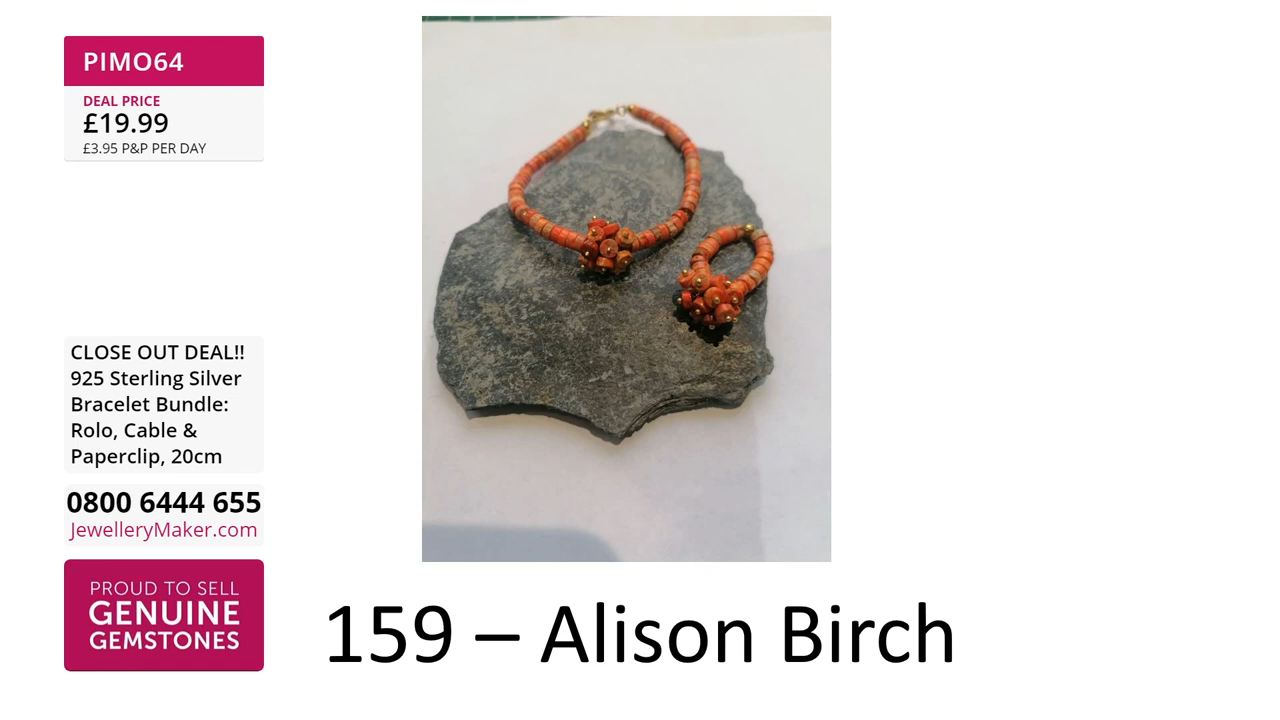 PIMO64
DEAL PRICE
£19.99
£3.95 P&P PER DAY
CLOSE OUT DEAL!!
925 Sterling Silver
Bracelet Bundle:
Rolo, Cable &
Paperclip, 20cm
0800 6444 655
JewelleryMaker.com
PROUD TO SELL
GENUINE
GEMSTONES
159 – Alison Birch